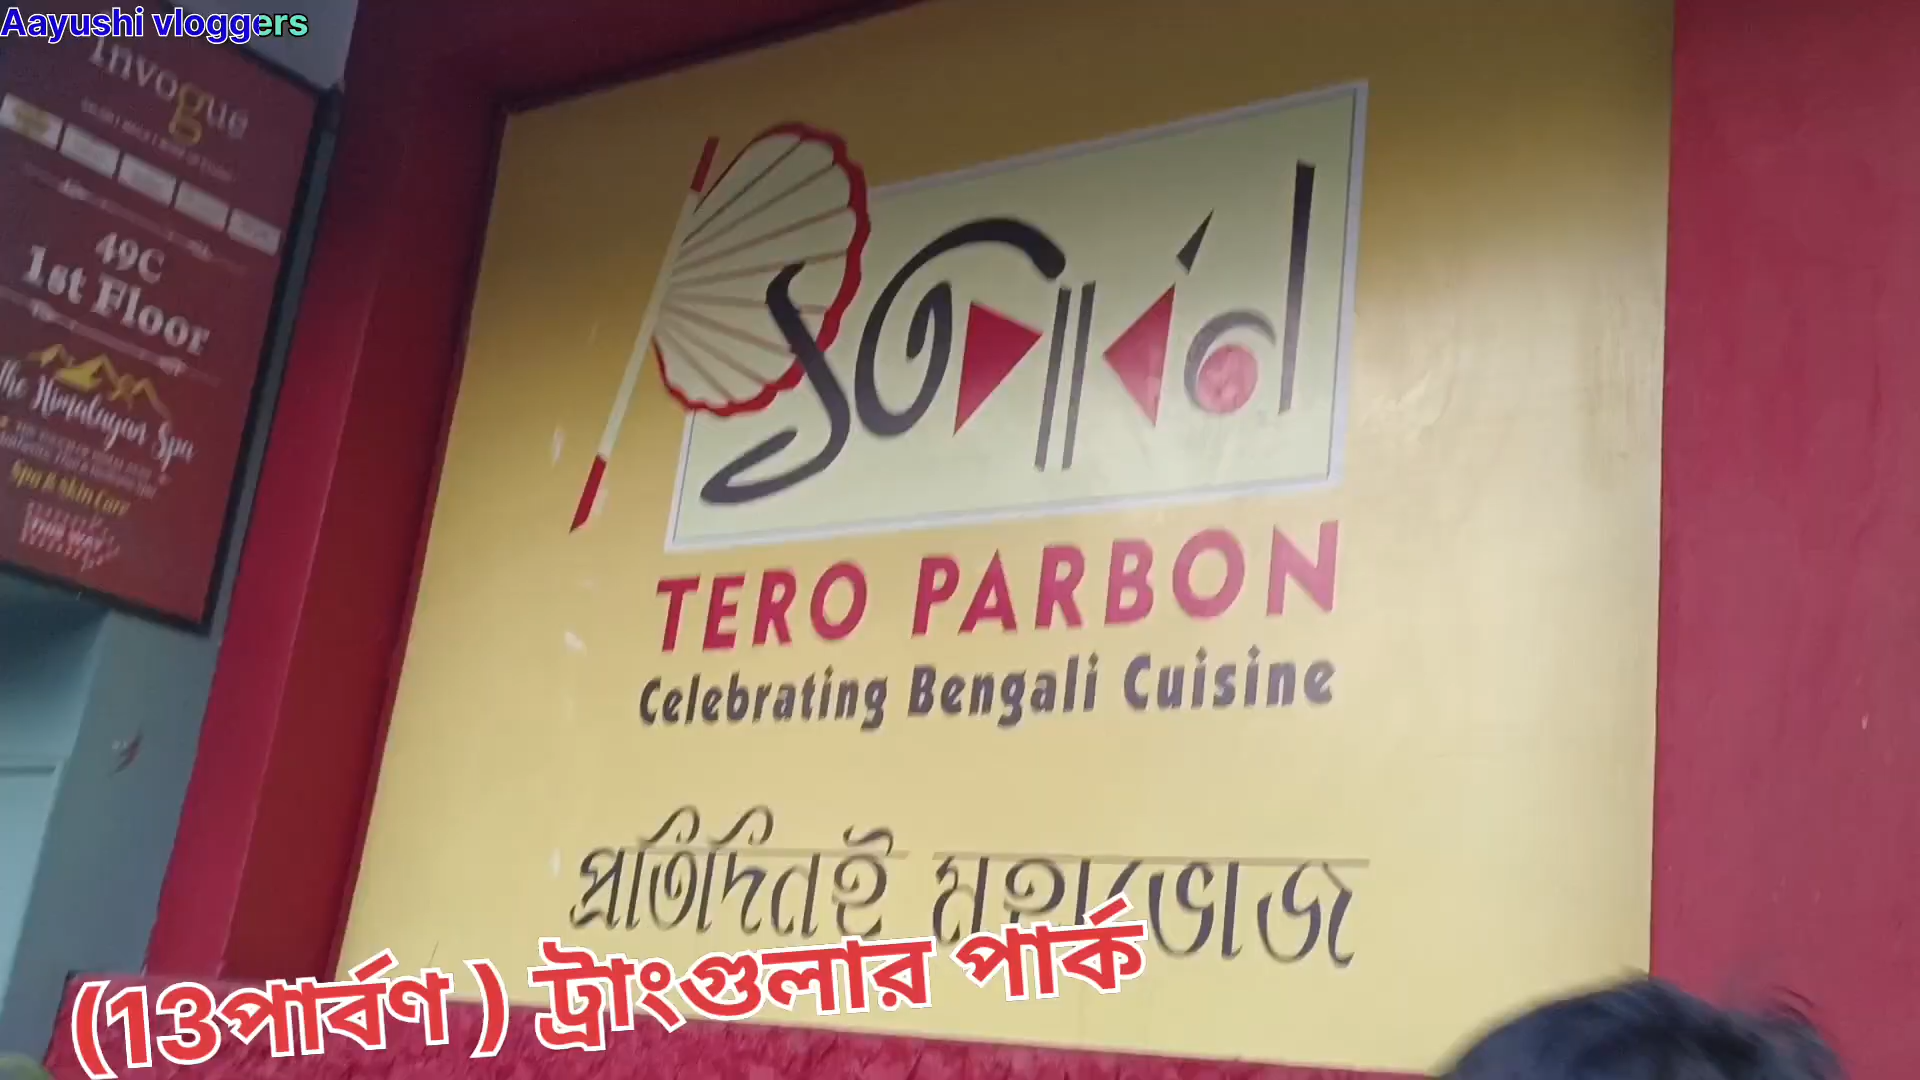 Aayushi vloggers
Invogue
49C
1st Floor
The Himalayan Spa
Spa & Skin Care
১৩পার্বণ
TERO PARBON
Celebrating Bengali Cuisine
প্রতিদিনই মহাভোজ
(13পার্বণ) ট্রাংগুলার পার্ক